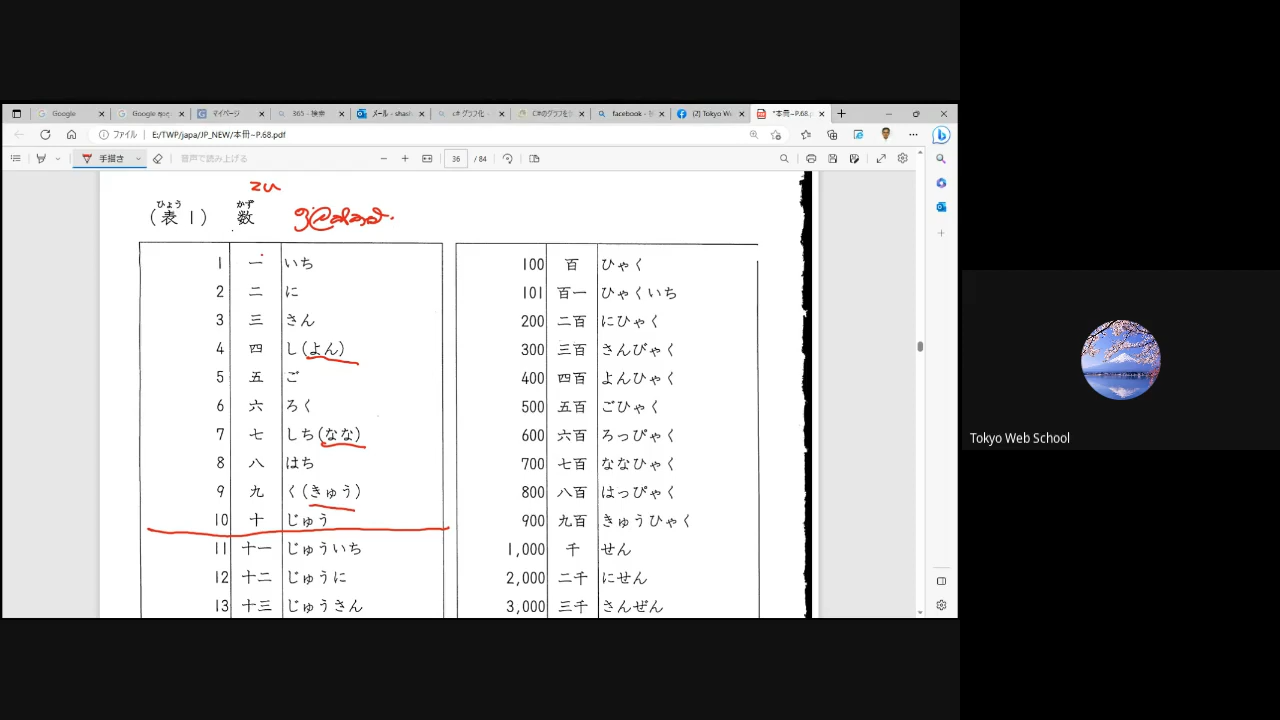 Google
Google
マイページ
365 - 検索
メール - shas
c# グラフ化 -
C#のグラフを
facebook - 
(2) Tokyo We
*本冊~P.68.
ファイル E:/TWP/japa/JP_NEW/本冊~P.68.pdf
手描き 音声で読み上げる 36 / 84
zu
ひょう かず
(表1) 数
1 一 いち
2 二 に
3 三 さん
4 四 し(よん)
5 五 ご
6 六 ろく
7 七 しち(なな)
8 八 はち
9 九 く(きゅう)
10 十 じゅう
11 十一 じゅういち
12 十二 じゅうに
13 十三 じゅうさん
100 百 ひゃく
101 百一 ひゃくいち
200 二百 にひゃく
300 三百 さんびゃく
400 四百 よんひゃく
500 五百 ごひゃく
600 六百 ろっぴゃく
700 七百 ななひゃく
800 八百 はっぴゃく
900 九百 きゅうひゃく
1,000 千 せん
2,000 二千 にせん
3,000 三千 さんぜん
Tokyo Web School